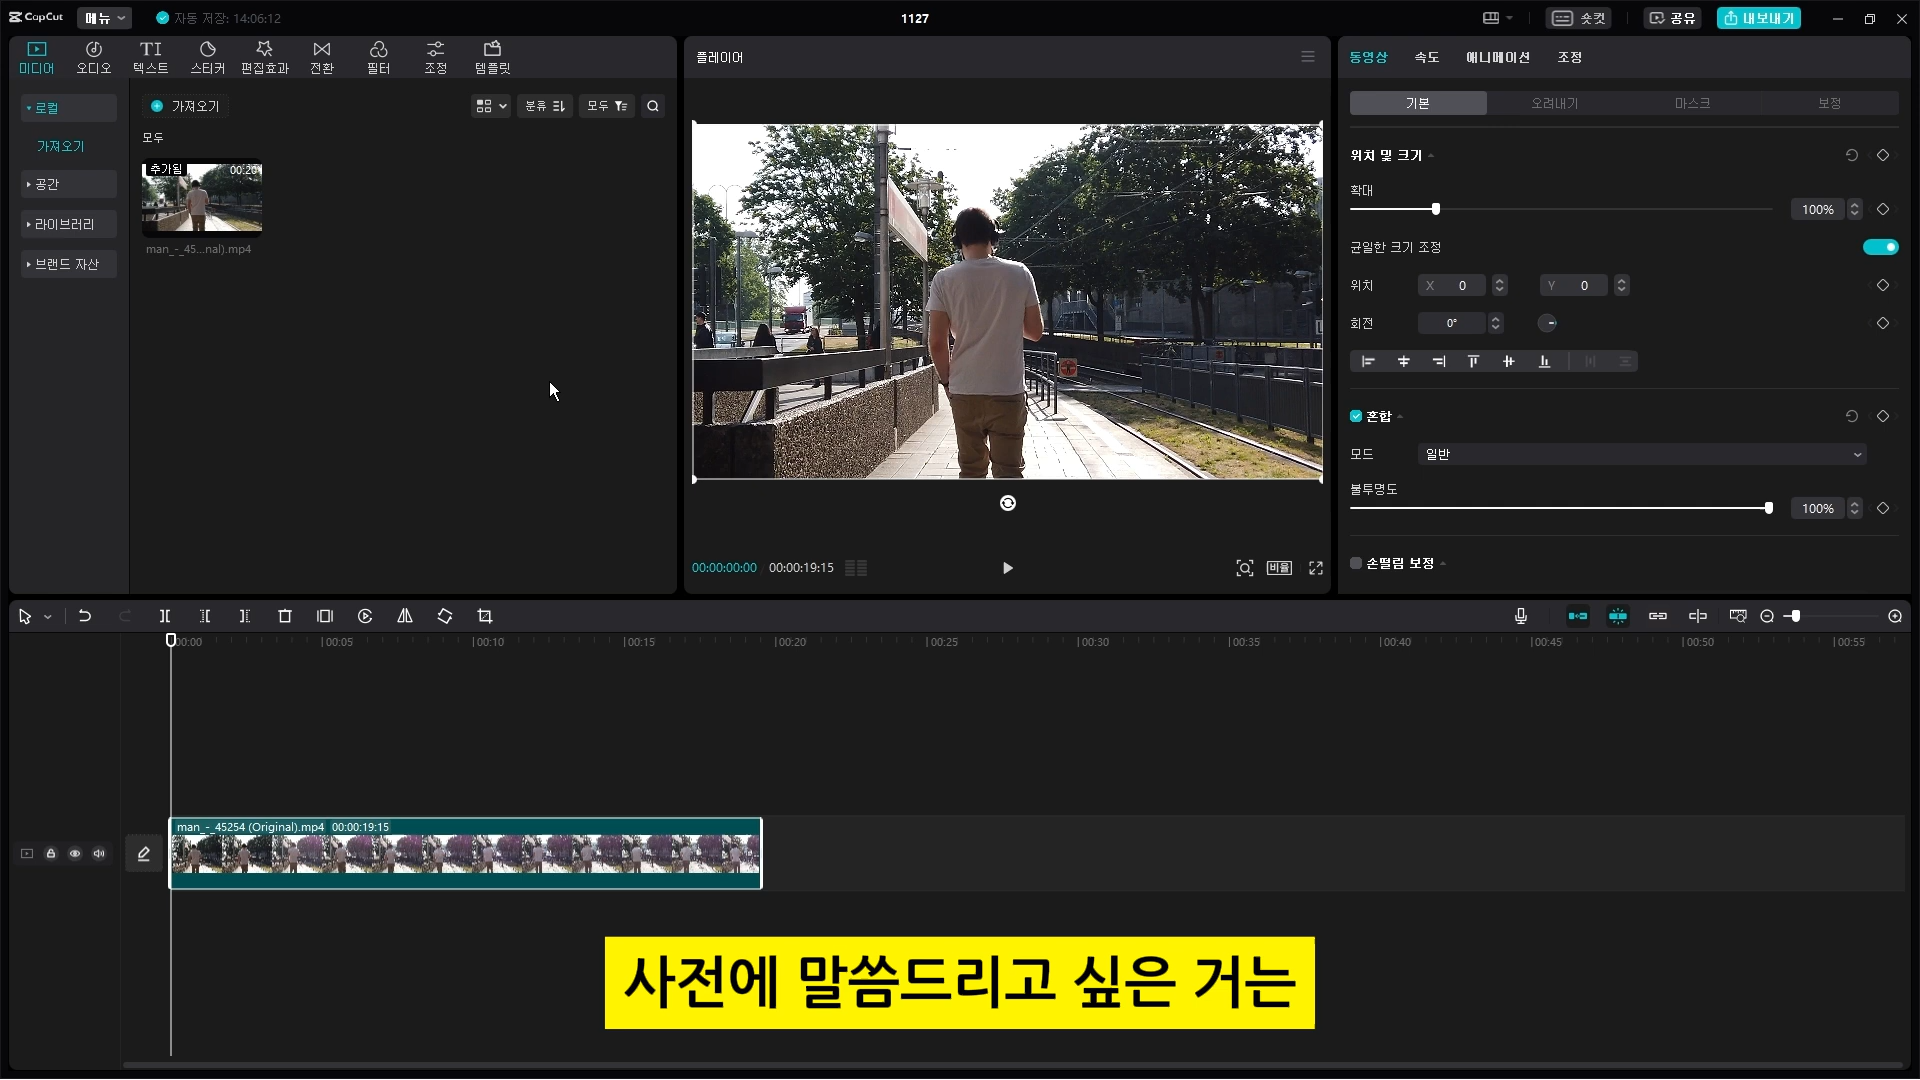 CapCut 메뉴 자동 저장: 14:06:12 1127 숏컷 공유 내보내기
미디어 오디오 텍스트 스티커 편집효과 전환 필터 조정 템플릿
로컬
가져오기
공간
라이브러리
브랜드 자산
가져오기 분류 모두
모두
추가됨 00:20
man_-_45...nal).mp4
플레이어
00:00:00:00 00:00:19:15 비율
동영상 속도 애니메이션 조정
기본 오려내기 마스크 보정
위치 및 크기
확대
100%
균일한 크기 조정
위치 X 0 Y 0
회전 0°
혼합
모드 일반
불투명도
100%
손떨림 보정
00:00 00:05 00:10 00:15 00:20 00:25 00:30 00:35 00:40 00:45 00:50 00:55
man_-_45254 (Original).mp4 00:00:19:15
사전에 말씀드리고 싶은 거는